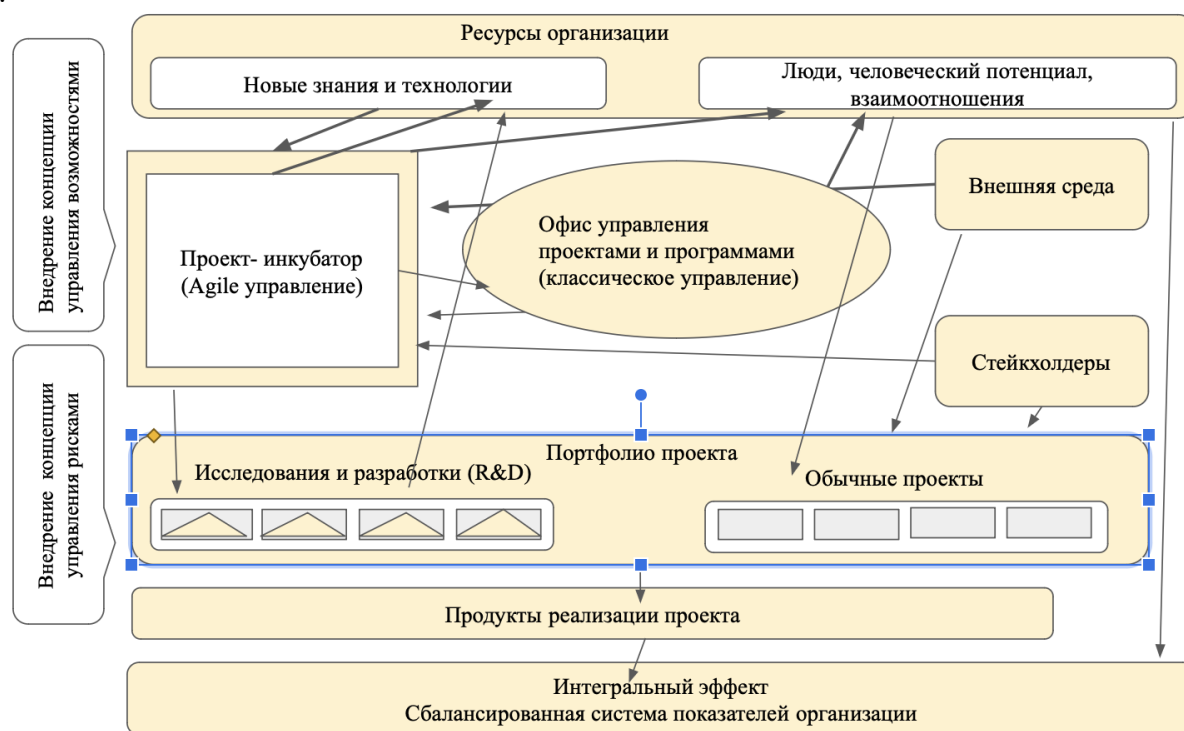 Ресурсы организации
Новые знания и технологии
Люди, человеческий потенциал,
взаимоотношения
Внедрение концепции
управления возможностями
Проект- инкубатор
(Agile управление)
Офис управления
проектами и программами
(классическое управление)
Внешняя среда
Стейкхолдеры
Внедрение концепции
управления рисками
Портфолио проекта
Исследования и разработки (R&D)
Обычные проекты
Продукты реализации проекта
Интегральный эффект
Сбалансированная система показателей организации